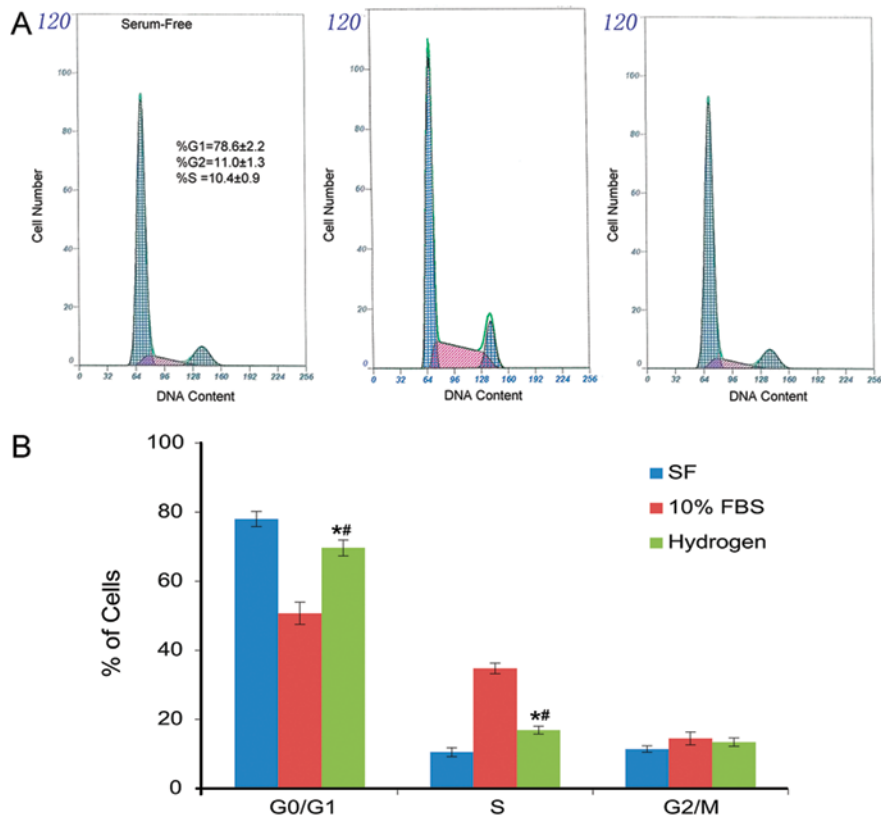 A
120
Serum-Free
100
80
60
40
20
0
Cell Number
%G1=78.6±2.2
%G2=11.0±1.3
%S =10.4±0.9
0 32 64 96 128 160 192 224 256
DNA Content
120
100
80
60
40
20
0
Cell Number
0 32 64 96 128 160 192 224 256
DNA Content
120
100
80
60
40
20
0
Cell Number
0 32 64 96 128 160 192 224 256
DNA Content
B
100
80
60
40
20
0
% of Cells
*#
*#
SF
10% FBS
Hydrogen
G0/G1 S G2/M